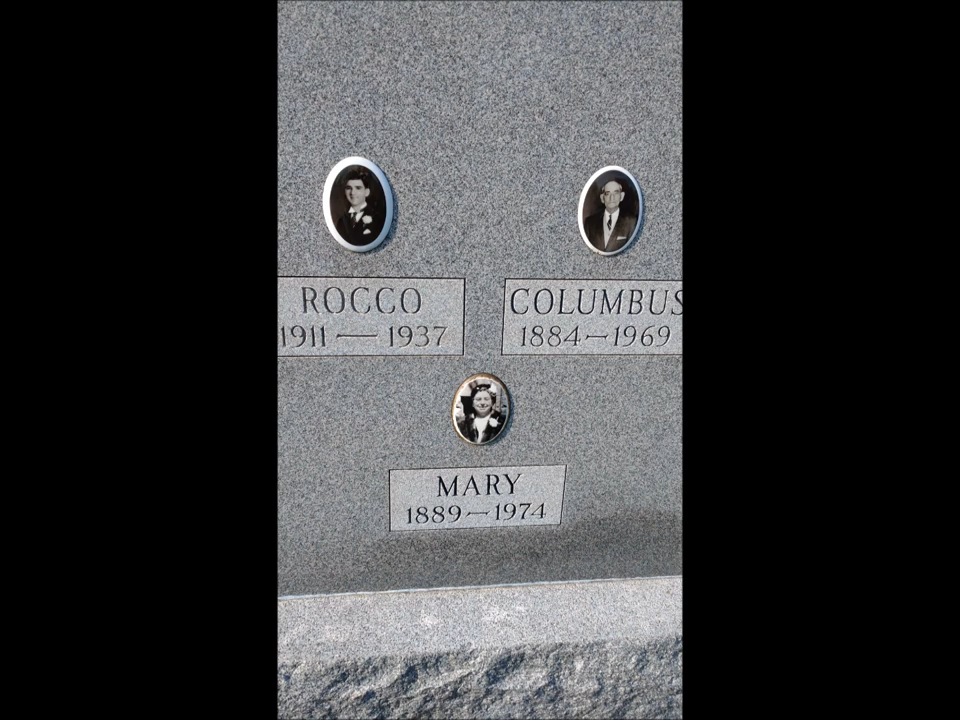 ROCCO
1911 — 1937
COLUMBUS
1884 — 1969
MARY
1889 — 1974